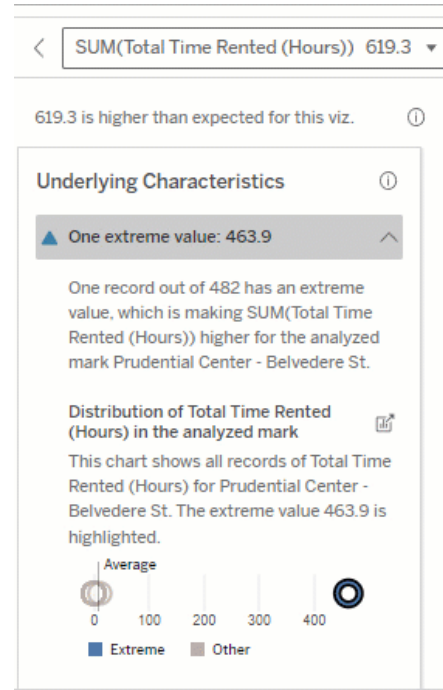 SUM(Total Time Rented (Hours)) 619.3
619.3 is higher than expected for this viz.
Underlying Characteristics
One extreme value: 463.9
One record out of 482 has an extreme
value, which is making SUM(Total Time
Rented (Hours)) higher for the analyzed
mark Prudential Center - Belvedere St.
Distribution of Total Time Rented
(Hours) in the analyzed mark
This chart shows all records of Total Time
Rented (Hours) for Prudential Center -
Belvedere St. The extreme value 463.9 is
highlighted.
Average
0 100 200 300 400
Extreme Other